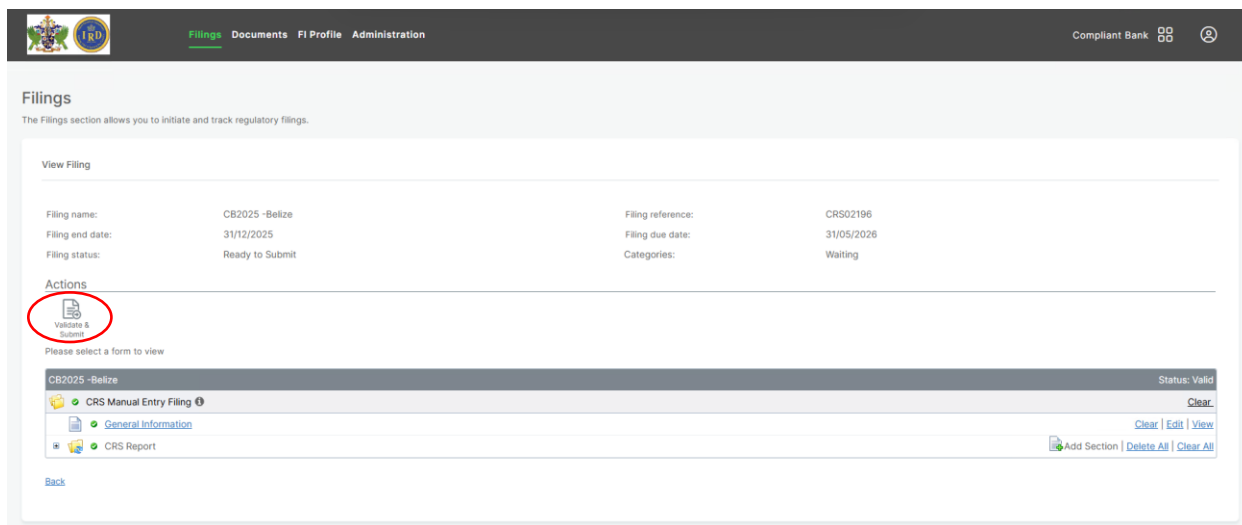 IRD
Filings Documents FI Profile Administration Compliant Bank
Filings
The Filings section allows you to initiate and track regulatory filings.
View Filing
Filing name: CB2025 -Belize Filing reference: CRS02196
Filing end date: 31/12/2025 Filing due date: 31/05/2026
Filing status: Ready to Submit Categories: Waiting
Actions
Validate &
Submit
Please select a form to view
CB2025 -Belize Status: Valid
CRS Manual Entry Filing Clear
General Information Clear | Edit | View
CRS Report Add Section | Delete All | Clear All
Back